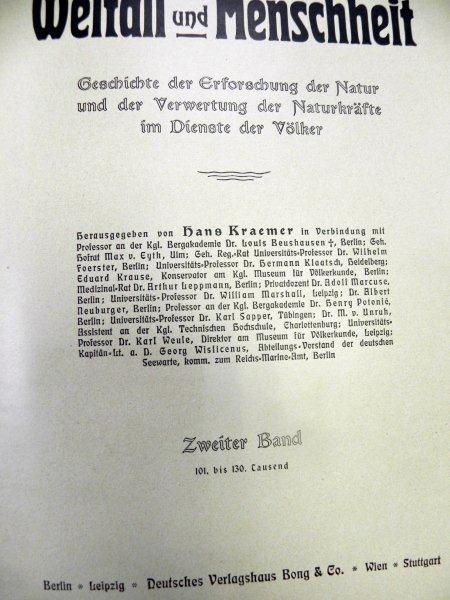 Weltall und Menschheit
Geschichte der Erforschung der Natur
und der Verwertung der Naturkräfte
im Dienste der Völker
Herausgegeben von Hans Kraemer in Verbindung mit
Professor an der Kgl. Bergakademie Dr. Louis Beushausen †, Berlin; Geh.
Hofrat Max v. Eyth, Ulm; Geh. Reg.-Rat Universitäts-Professor Dr. Wilhelm
Foerster, Berlin; Universitäts-Professor Dr. Hermann Klaatsch, Heidelberg;
Eduard Krause, Konservator am Kgl. Museum für Völkerkunde, Berlin;
Medizinal-Rat Dr. Arthur Leppmann, Berlin; Privatdozent Dr. Adolf Marcuse,
Berlin; Universitäts-Professor Dr. William Marshall, Leipzig; Dr. Albert
Neuburger, Berlin; Professor an der Kgl. Bergakademie Dr. Henry Potonié,
Berlin; Universitäts-Professor Dr. Karl Sapper, Tübingen; Dr. M. v. Unruh,
Assistent an der Kgl. Technischen Hochschule, Charlottenburg; Universitäts-
Professor Dr. Karl Weule, Direktor am Museum für Völkerkunde, Leipzig;
Kapitän-Lt. a. D. Georg Wislicenus, Abteilungs-Vorstand der deutschen
Seewarte, komm. zum Reichs-Marine-Amt, Berlin
Zweiter Band
101. bis 130. Tausend
Berlin * Leipzig * Deutsches Verlagshaus Bong & Co. * Wien * Stuttgart